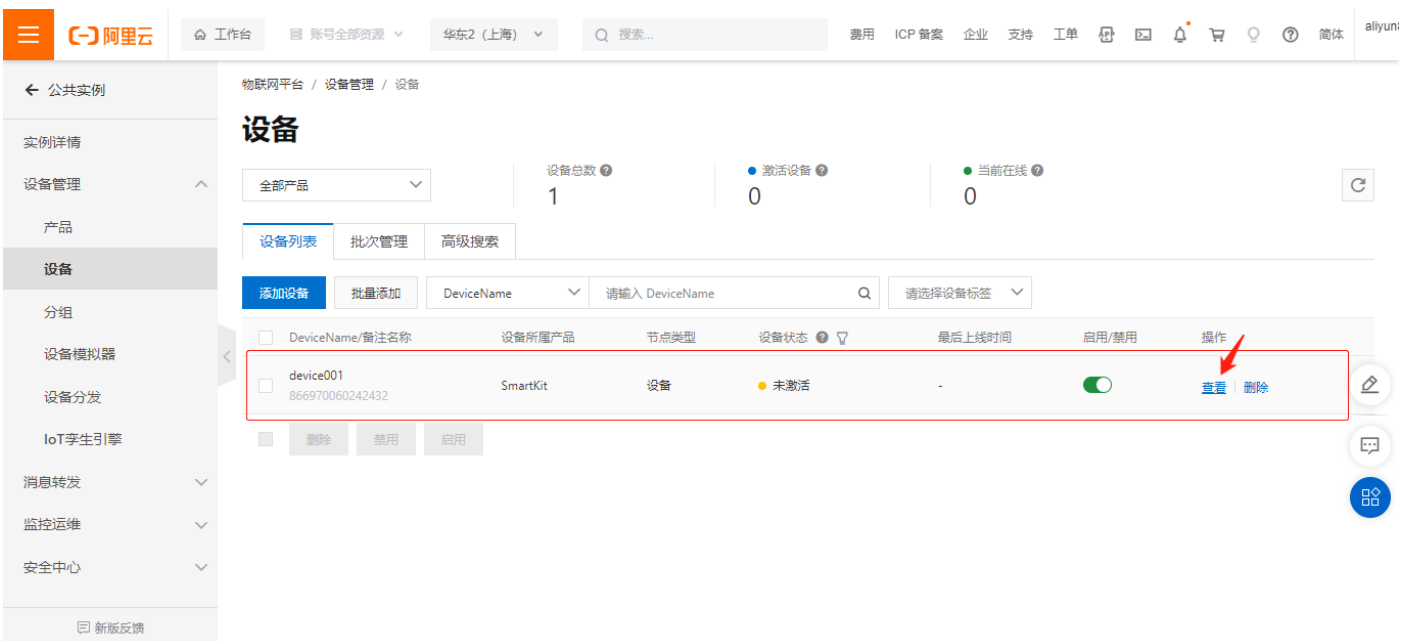 阿里云 工作台 账号全部资源 华东2（上海） 搜索... 费用 ICP 备案 企业 支持 工单 简体 aliyun
公共实例
物联网平台 / 设备管理 / 设备
设备
实例详情
设备管理
产品
设备
分组
设备模拟器
设备分发
IoT孪生引擎
消息转发
监控运维
安全中心
新版反馈
全部产品
设备总数
1
激活设备
0
当前在线
0
设备列表 批次管理 高级搜索
添加设备 批量添加 DeviceName 请输入 DeviceName 请选择设备标签
DeviceName/备注名称 设备所属产品 节点类型 设备状态 最后上线时间 启用/禁用 操作
device001
866970060242432
SmartKit 设备 未激活 - 查看 删除
删除 禁用 启用